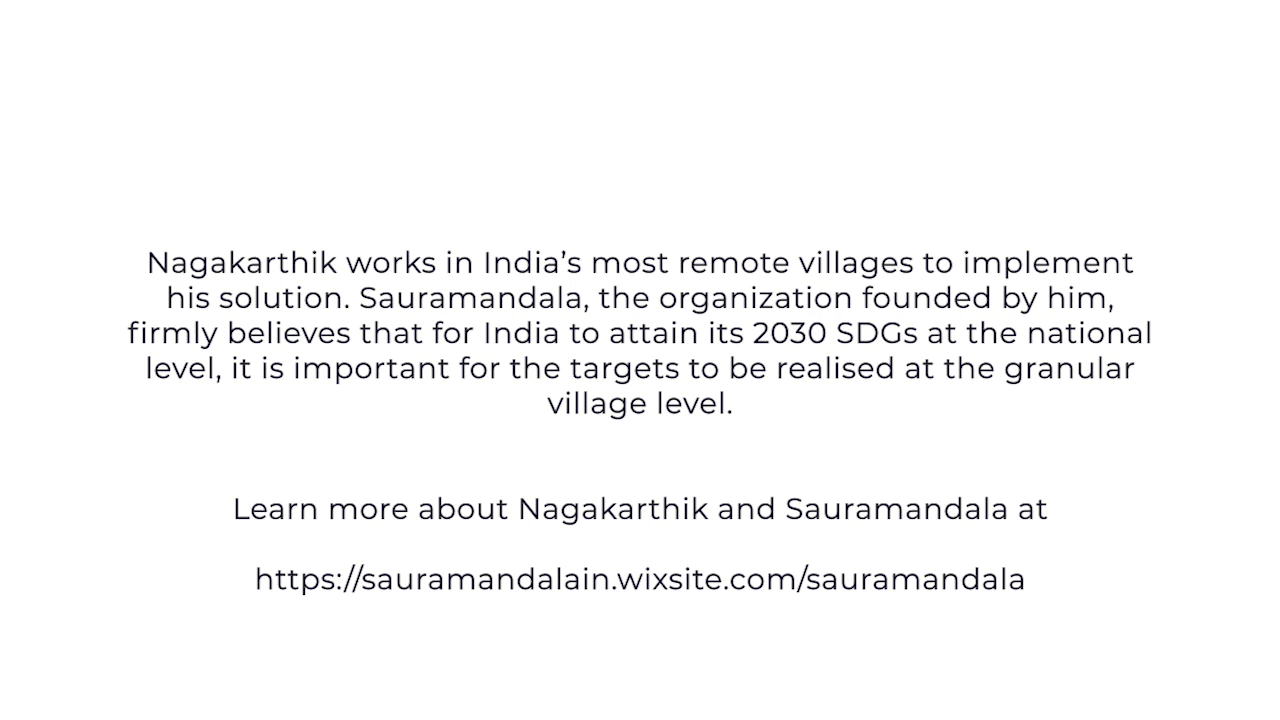 Nagakarthik works in India’s most remote villages to implement
his solution. Sauramandala, the organization founded by him,
firmly believes that for India to attain its 2030 SDGs at the national
level, it is important for the targets to be realised at the granular
village level.
Learn more about Nagakarthik and Sauramandala at
https://sauramandalain.wixsite.com/sauramandala